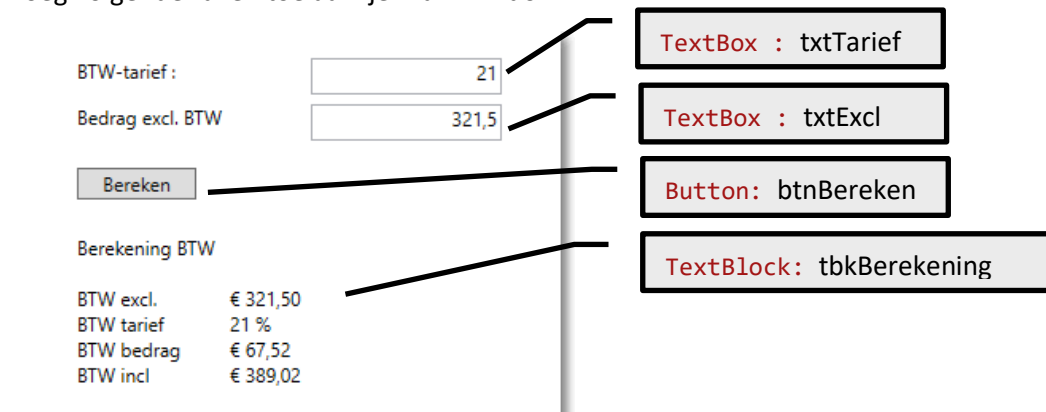 BTW-tarief :
21
TextBox : txtTarief
Bedrag excl. BTW
321,5
TextBox : txtExcl
Bereken
Button: btnBereken
Berekening BTW
TextBlock: tbkBerekening
BTW excl. € 321,50
BTW tarief 21 %
BTW bedrag € 67,52
BTW incl € 389,02